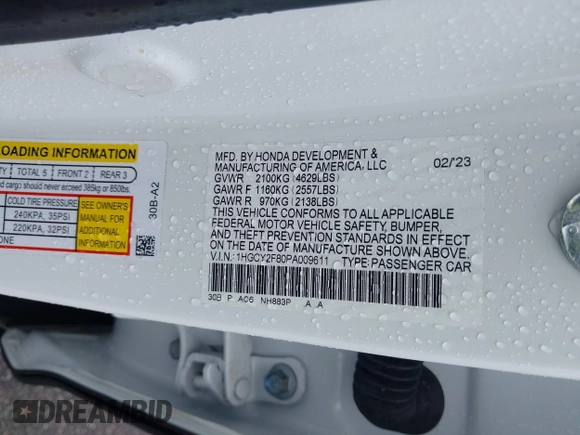 LOADING INFORMATION
TOTAL 5 FRONT 2 REAR 3
d cargo should never exceed 385kg or 850lbs.
COLD TIRE PRESSURE
240KPA, 35PSI
220KPA, 32PSI
SEE OWNER'S
MANUAL FOR
ADDITIONAL
INFORMATION
30B-A2
MFD. BY HONDA DEVELOPMENT &
MANUFACTURING OF AMERICA, LLC 02/23
GVWR 2100KG (4629LBS)
GAWR F 1160KG (2557LBS)
GAWR R 970KG (2138LBS)
THIS VEHICLE CONFORMS TO ALL APPLICABLE
FEDERAL MOTOR VEHICLE SAFETY, BUMPER,
AND THEFT PREVENTION STANDARDS IN EFFECT
ON THE DATE OF MANUFACTURE SHOWN ABOVE.
V.I.N.:1HGCY2F80PA009611 TYPE:PASSENGER CAR
30B P A06 NH883P A A
DREAMBID